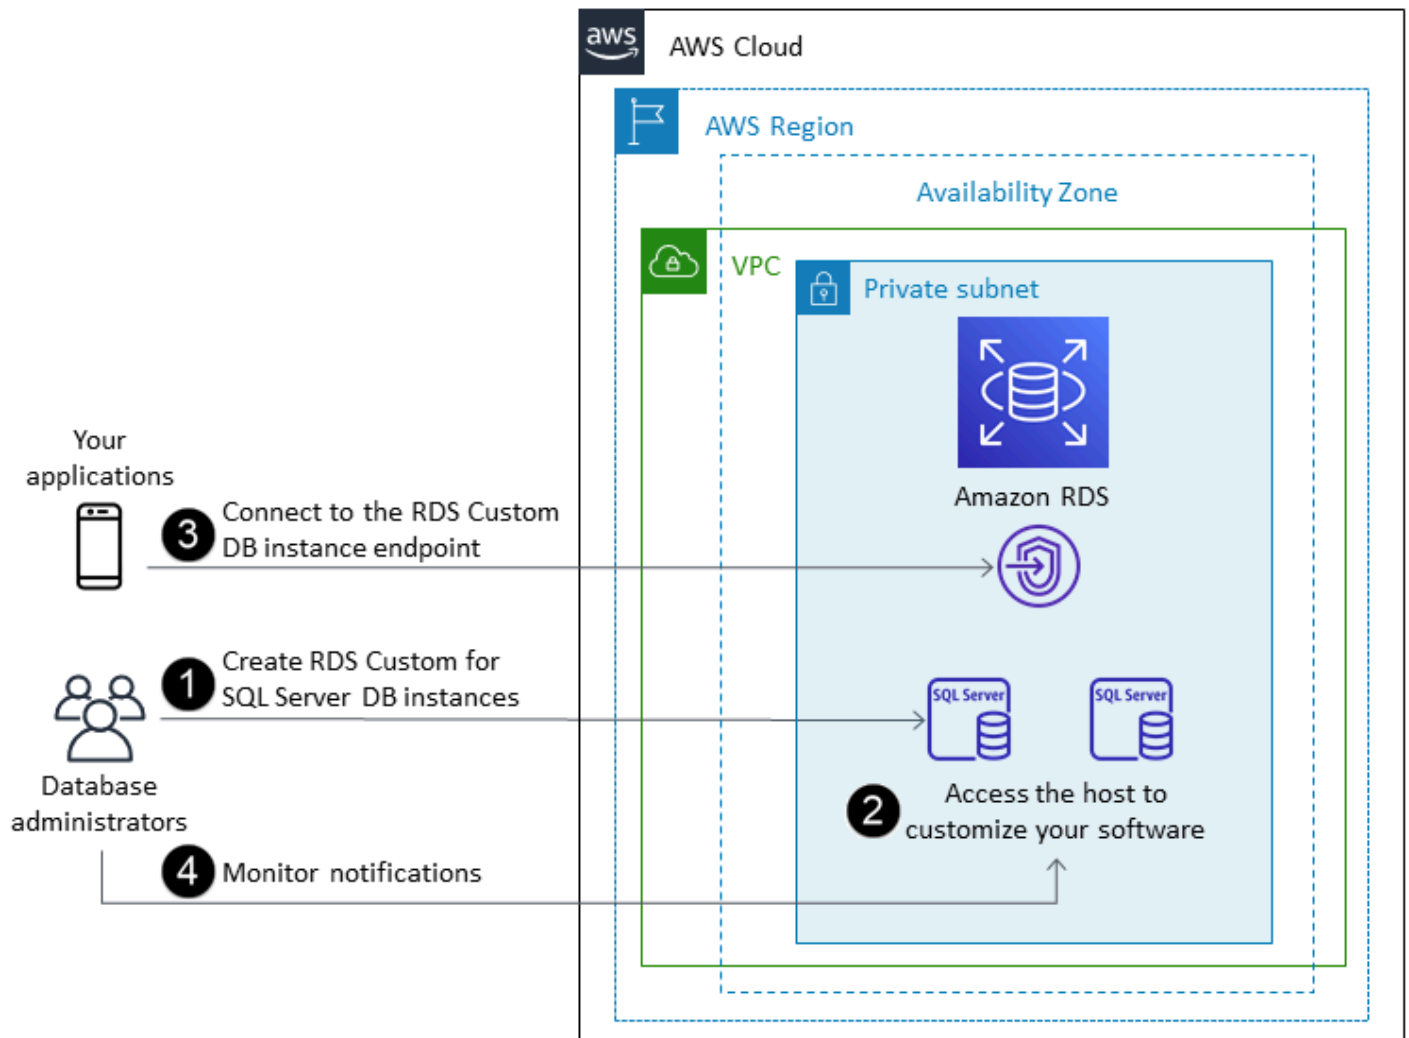 aws
AWS Cloud
AWS Region
Availability Zone
VPC
Private subnet
Amazon RDS
Your
applications
3
Connect to the RDS Custom
DB instance endpoint
1
Create RDS Custom for
SQL Server DB instances
SQL Server
SQL Server
Database
administrators
2
Access the host to
customize your software
4
Monitor notifications